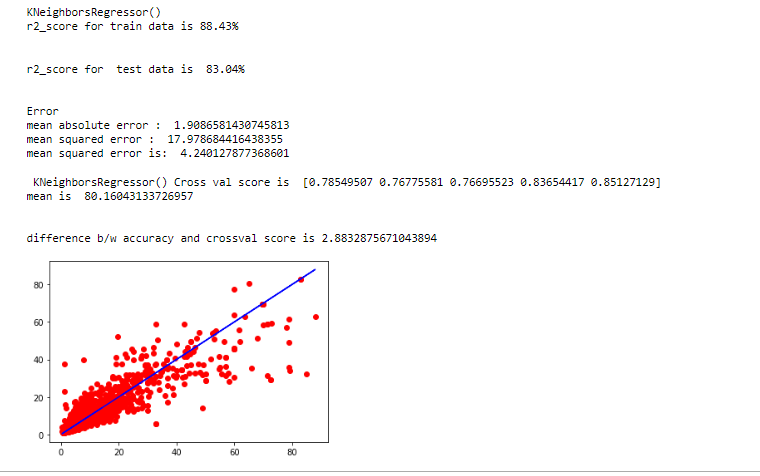 KNeighborsRegressor()
r2_score for train data is 88.43%
r2_score for  test data is  83.04%
Error
mean absolute error :  1.9086581430745813
mean squared error :  17.978684416438355
mean squared error is:  4.240127877368601
KNeighborsRegressor() Cross val score is  [0.78549507 0.76775581 0.76695523 0.83654417 0.85127129]
mean is  80.16043133726957
difference b/w accuracy and crossval score is 2.8832875671043894
80
60
40
20
0
0 20 40 60 80